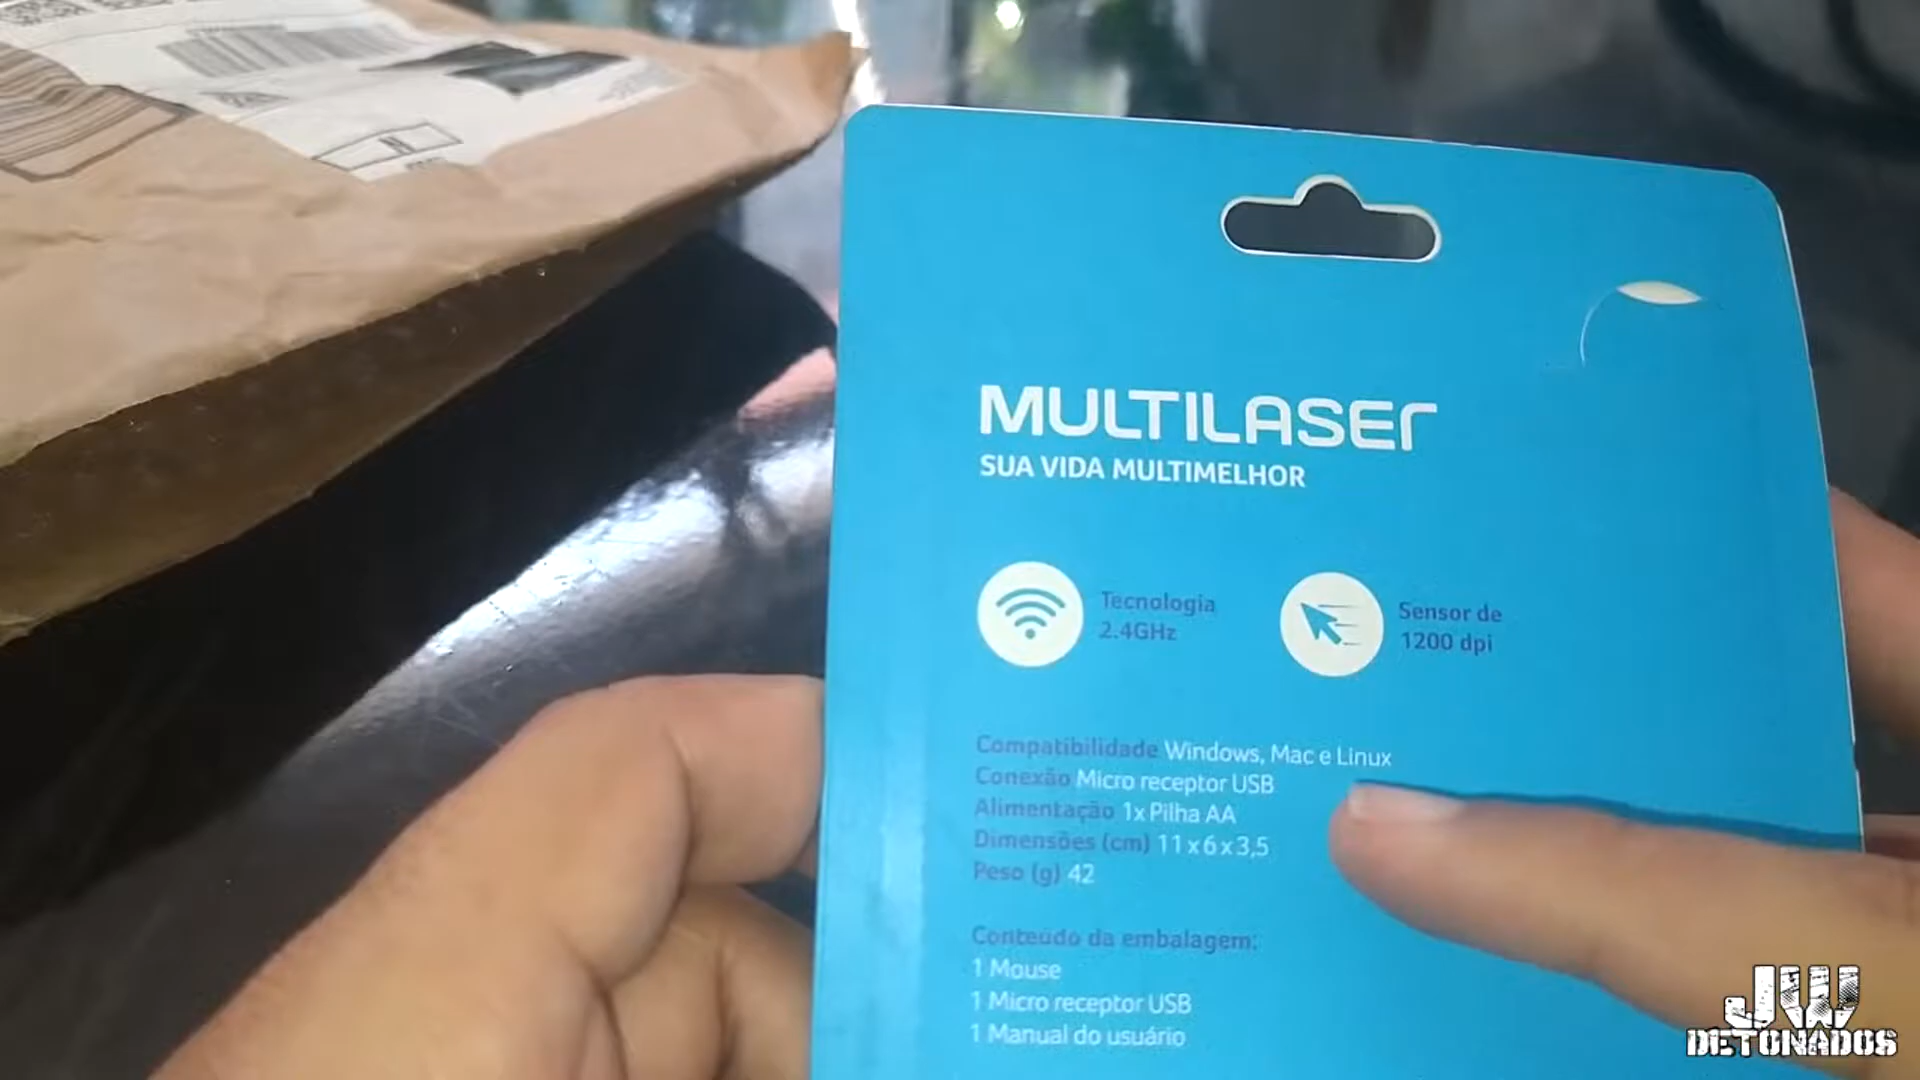 MULTILASER
SUA VIDA MULTIMELHOR
Tecnologia
2.4GHz
Sensor de
1200 dpi
Compatibilidade Windows, Mac e Linux
Conexão Micro receptor USB
Alimentação 1x Pilha AA
Dimensões (cm) 11 x 6 x 3,5
Peso (g) 42
Conteúdo da embalagem:
1 Mouse
1 Micro receptor USB
1 Manual do usuário
JW
DETONADOS